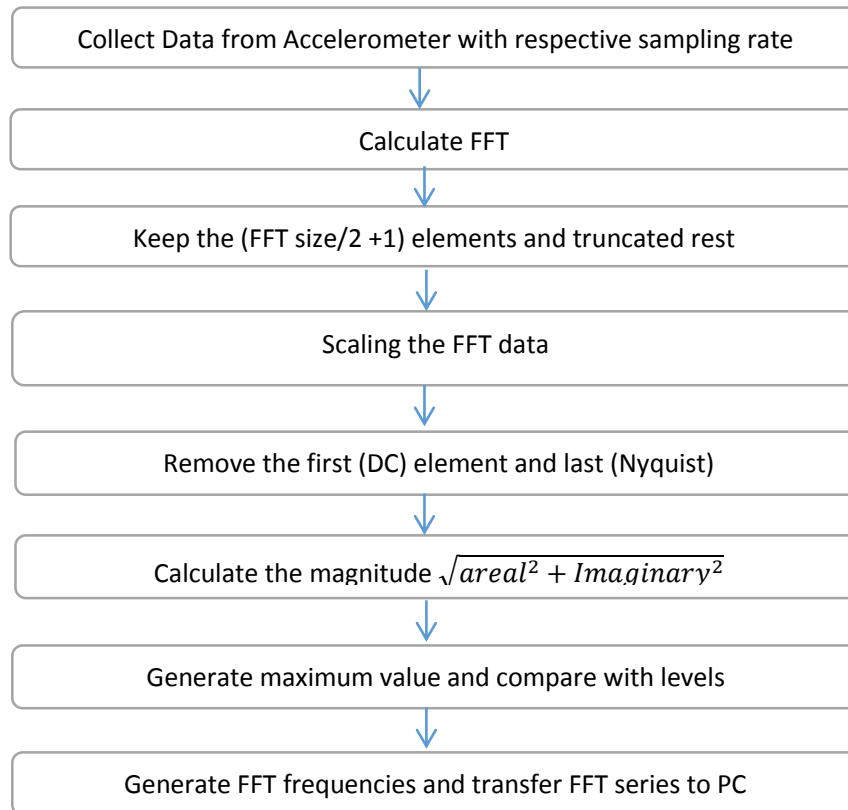 Collect Data from Accelerometer with respective sampling rate
Calculate FFT
Keep the (FFT size/2 +1) elements and truncated rest
Scaling the FFT data
Remove the first (DC) element and last (Nyquist)
Calculate the magnitude √(areal² + Imaginary²)
Generate maximum value and compare with levels
Generate FFT frequencies and transfer FFT series to PC